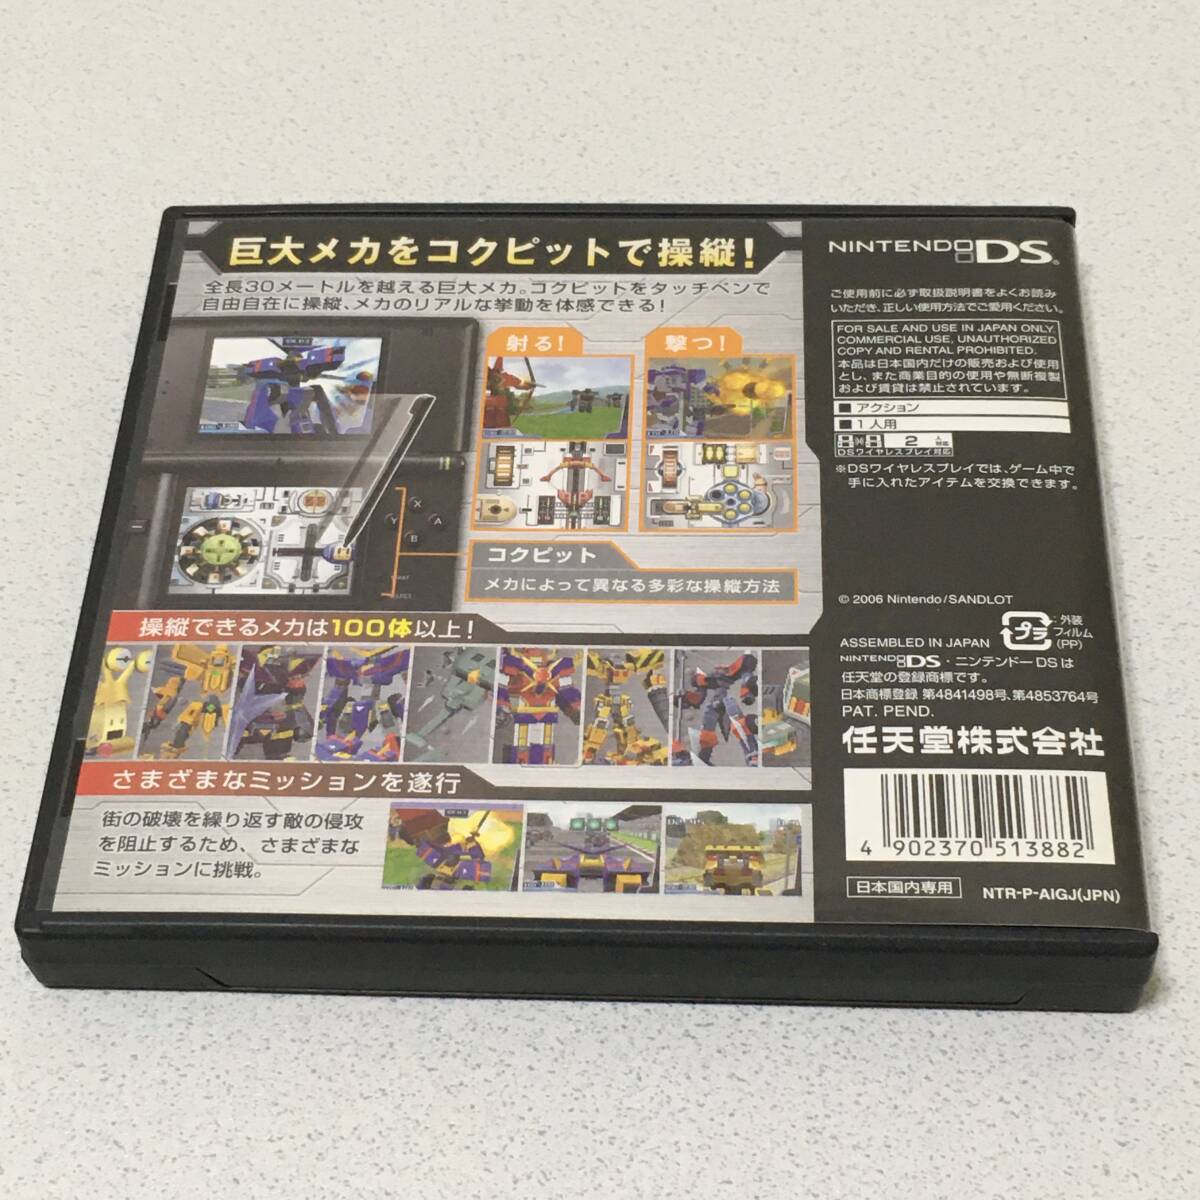 巨大メカをコクピットで操縦!
全長30メートルを越える巨大メカ。コクピットをタッチペンで
自由自在に操縦、メカのリアルな挙動を体感できる!
射る!
撃つ!
X
Y
A
B
コクピット
メカによって異なる多彩な操縦方法
操縦できるメカは100体以上!
さまざまなミッションを遂行
街の破壊を繰り返す敵の侵攻
を阻止するため、さまざまな
ミッションに挑戦。
NINTENDO DS
ご使用前に必ず取扱説明書をよくお読み
いただき、正しい使用方法でご愛用ください。
FOR SALE AND USE IN JAPAN ONLY.
COMMERCIAL USE, UNAUTHORIZED
COPY AND RENTAL PROHIBITED.
本品は日本国内だけの販売および使用
とし、また商業目的の使用や無断複製
および賃貸は禁止されています。
■ アクション
■ 1人用
2人対応
DSワイヤレスプレイ対応
※DSワイヤレスプレイでは、ゲーム中で
手に入れたアイテムを交換できます。
© 2006 Nintendo/SANDLOT
ASSEMBLED IN JAPAN
プラ
:外装
フィルム
(PP)
NINTENDO DS・ニンテンドーDSは
任天堂の登録商標です。
日本商標登録 第4841498号、第4853764号
PAT. PEND.
任天堂株式会社
4 902370 513882
日本国内専用
NTR-P-AIGJ(JPN)